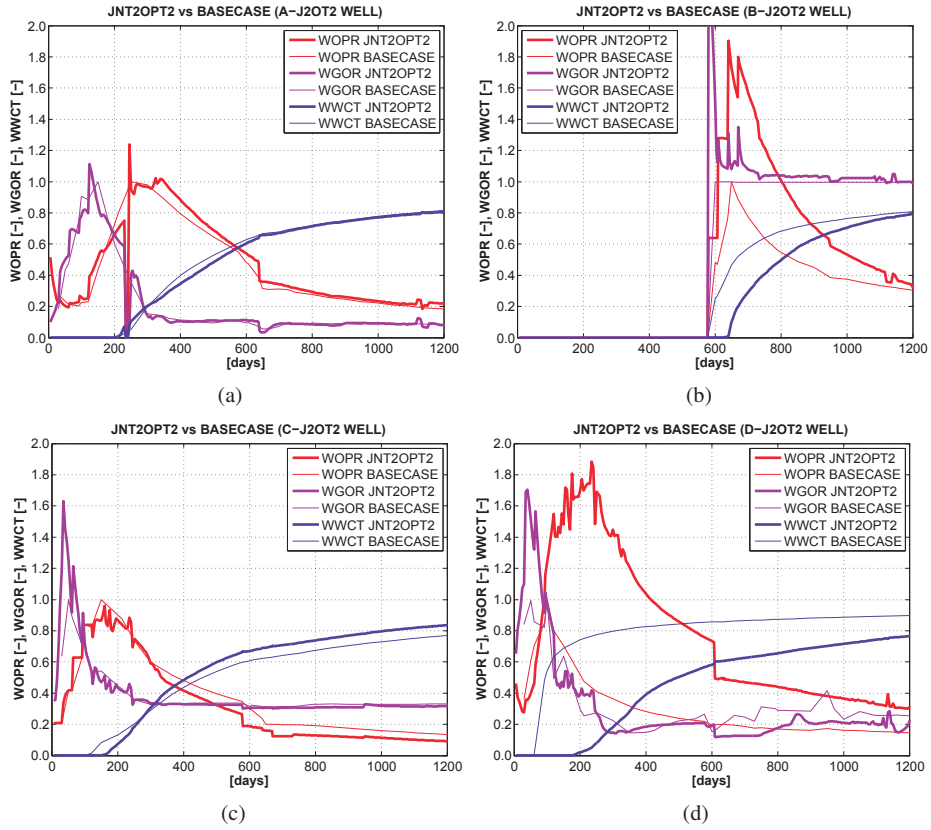 JNT2OPT2 vs BASECASE (A−J2OT2 WELL)
WOPR [−], WGOR [−], WWCT [−]
2.0
1.8
1.6
1.4
1.2
1.0
0.8
0.6
0.4
0.2
0.0
WOPR JNT2OPT2
WOPR BASECASE
WGOR JNT2OPT2
WGOR BASECASE
WWCT JNT2OPT2
WWCT BASECASE
0 200 400 600 800 1000 1200
[days]
(a)
JNT2OPT2 vs BASECASE (B−J2OT2 WELL)
WOPR [−], WGOR [−], WWCT [−]
2.0
1.8
1.6
1.4
1.2
1.0
0.8
0.6
0.4
0.2
0.0
WOPR JNT2OPT2
WOPR BASECASE
WGOR JNT2OPT2
WGOR BASECASE
WWCT JNT2OPT2
WWCT BASECASE
0 200 400 600 800 1000 1200
[days]
(b)
JNT2OPT2 vs BASECASE (C−J2OT2 WELL)
WOPR [−], WGOR [−], WWCT [−]
2.0
1.8
1.6
1.4
1.2
1.0
0.8
0.6
0.4
0.2
0.0
WOPR JNT2OPT2
WOPR BASECASE
WGOR JNT2OPT2
WGOR BASECASE
WWCT JNT2OPT2
WWCT BASECASE
0 200 400 600 800 1000 1200
[days]
(c)
JNT2OPT2 vs BASECASE (D−J2OT2 WELL)
WOPR [−], WGOR [−], WWCT [−]
2.0
1.8
1.6
1.4
1.2
1.0
0.8
0.6
0.4
0.2
0.0
WOPR JNT2OPT2
WOPR BASECASE
WGOR JNT2OPT2
WGOR BASECASE
WWCT JNT2OPT2
WWCT BASECASE
0 200 400 600 800 1000 1200
[days]
(d)